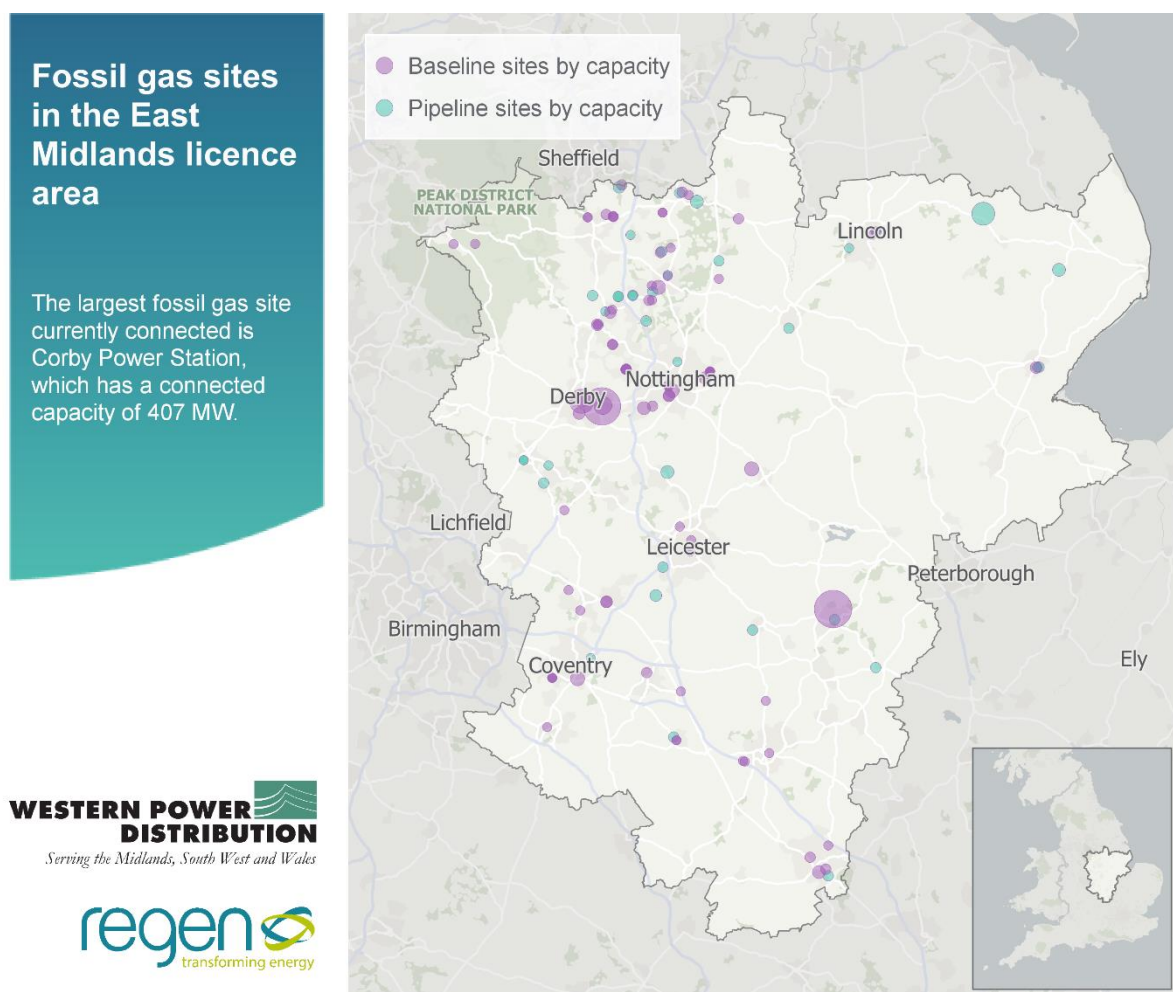 Fossil gas sites
in the East
Midlands licence
area
The largest fossil gas site
currently connected is
Corby Power Station,
which has a connected
capacity of 407 MW.
WESTERN POWER
DISTRIBUTION
Serving the Midlands, South West and Wales
regen
transforming energy
Baseline sites by capacity
Pipeline sites by capacity
Sheffield
PEAK DISTRICT
NATIONAL PARK
Lincoln
Nottingham
Derby
Lichfield
Leicester
Peterborough
Birmingham
Ely
Coventry